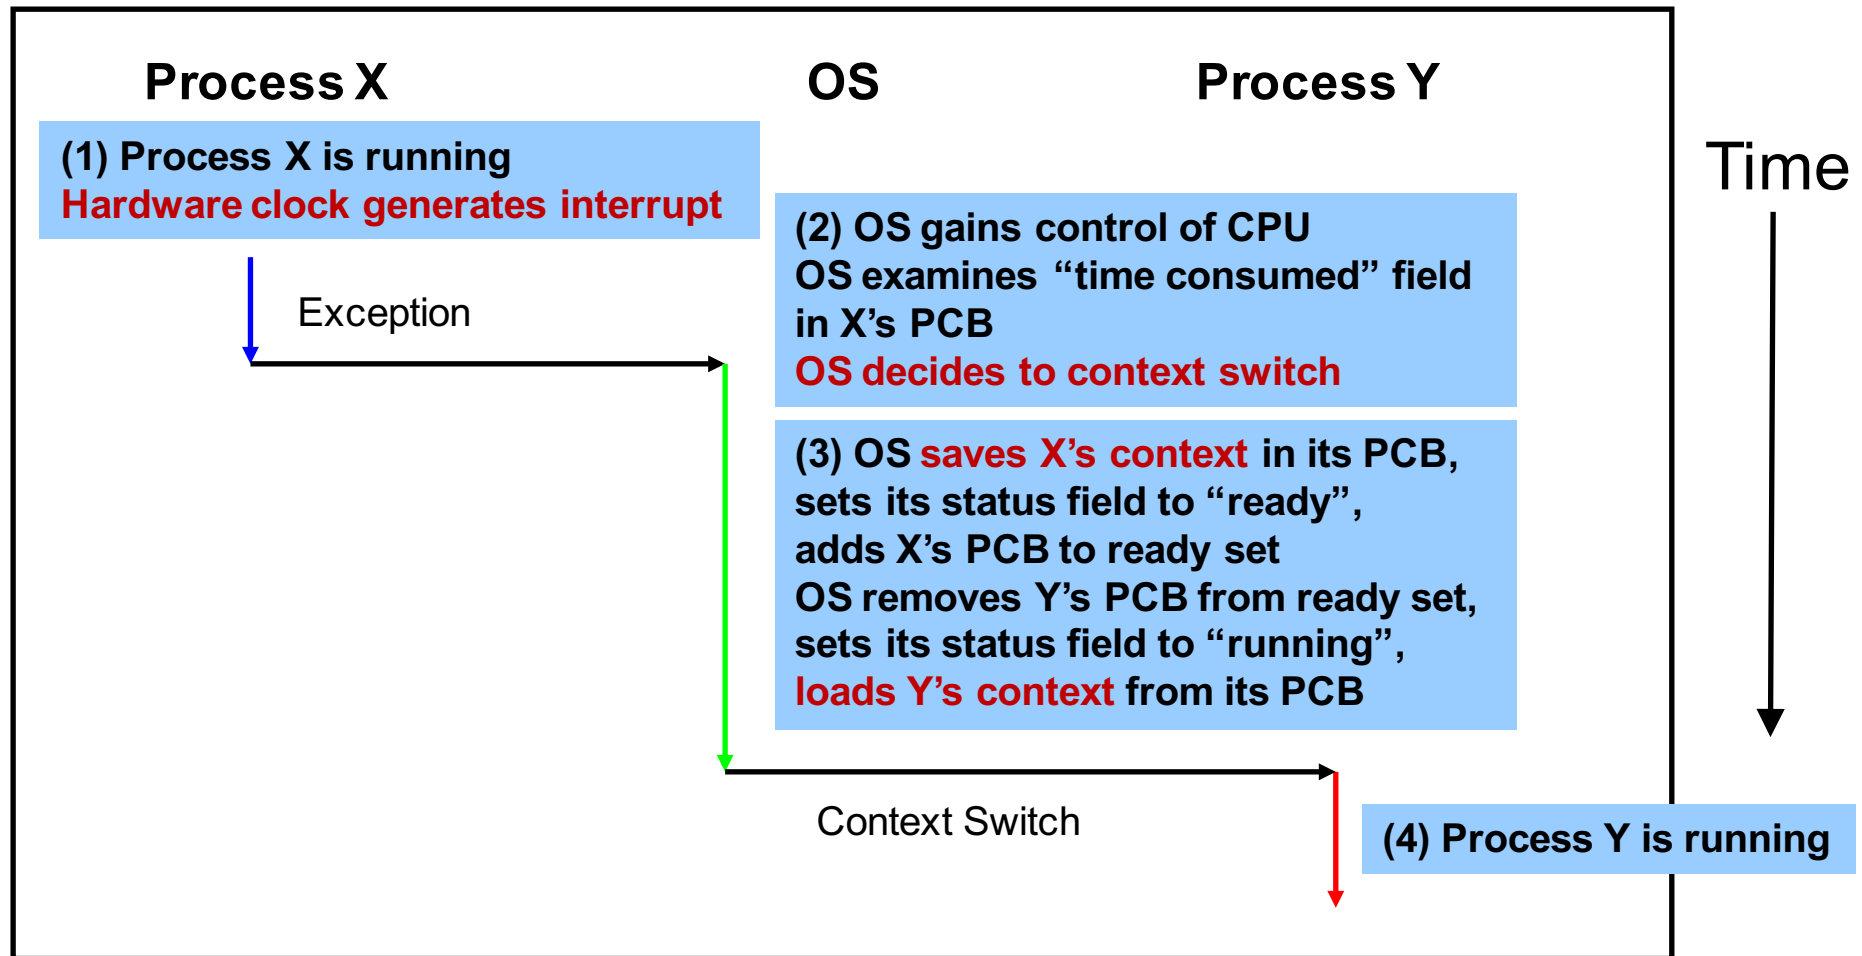 Process X
OS
Process Y
Time
(1) Process X is running
Hardware clock generates interrupt
Exception
(2) OS gains control of CPU
OS examines “time consumed” field
in X’s PCB
OS decides to context switch
(3) OS saves X’s context in its PCB,
sets its status field to “ready”,
adds X’s PCB to ready set
OS removes Y’s PCB from ready set,
sets its status field to “running”,
loads Y’s context from its PCB
Context Switch
(4) Process Y is running